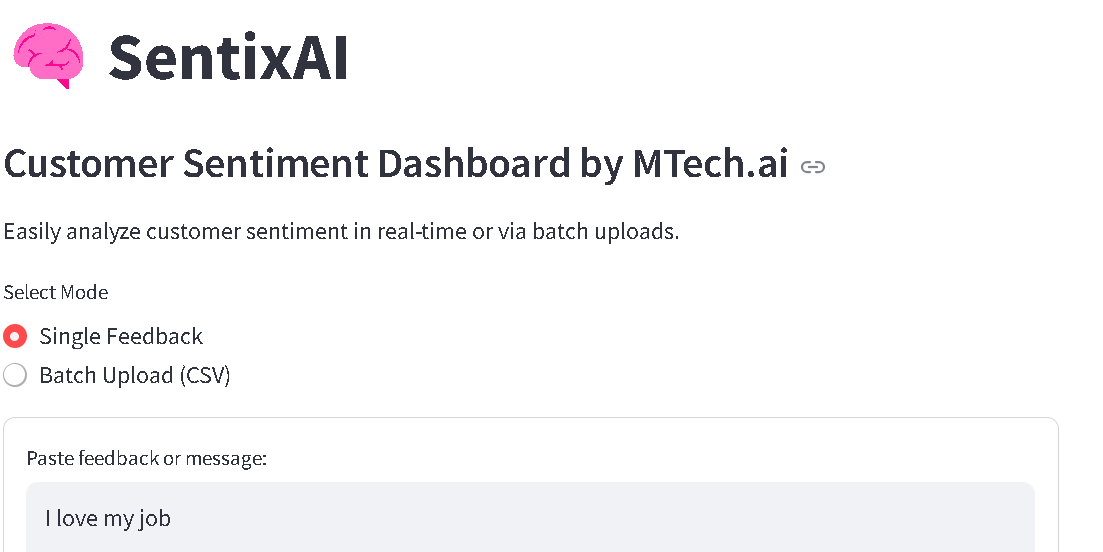 SentixAI
Customer Sentiment Dashboard by MTech.ai
Easily analyze customer sentiment in real-time or via batch uploads.
Select Mode
Single Feedback
Batch Upload (CSV)
Paste feedback or message:
I love my job